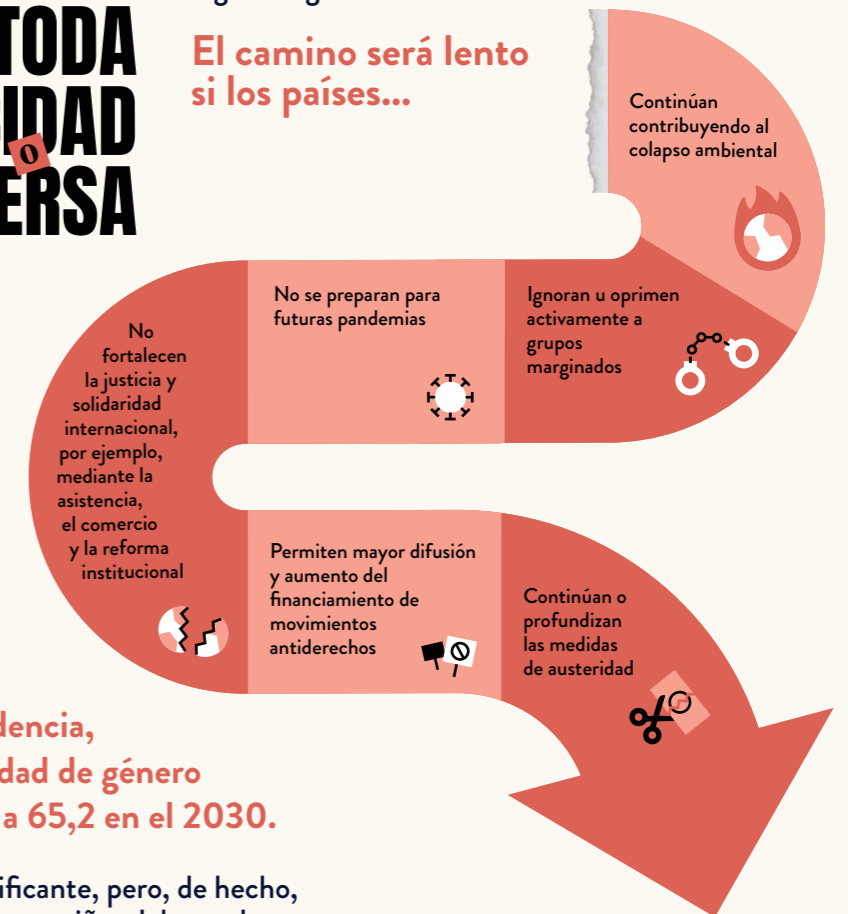 TODA
IDAD
o
ERSA
El camino será lento
si los países...
Continúan
contribuyendo al
colapso ambiental
Ignoran u oprimen
activamente a
grupos
marginados
No se preparan para
futuras pandemias
No
fortalecen
la justicia y
solidaridad
internacional,
por ejemplo,
mediante la
asistencia,
el comercio
y la reforma
institucional
Permiten mayor difusión
y aumento del
financiamiento de
movimientos
antiderechos
Continúan o
profundizan
las medidas
de austeridad
dencia,
dad de género
a 65,2 en el 2030.
ificante, pero, de hecho,